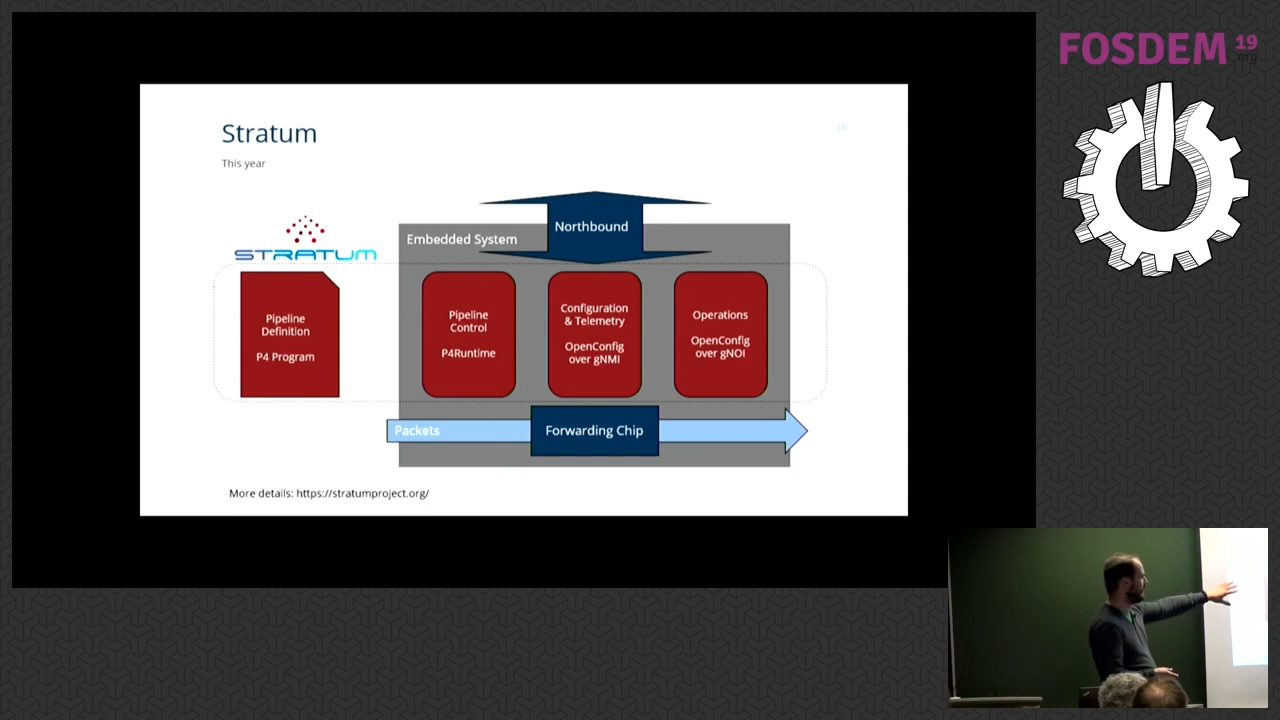 FOSDEM 19
.org
Stratum
16
This year
Northbound
Embedded System
STRATUM
Pipeline
Definition
P4 Program
Pipeline
Control
P4Runtime
Configuration
& Telemetry
OpenConfig
over gNMI
Operations
OpenConfig
over gNOI
Packets
Forwarding Chip
More details: https://stratumproject.org/